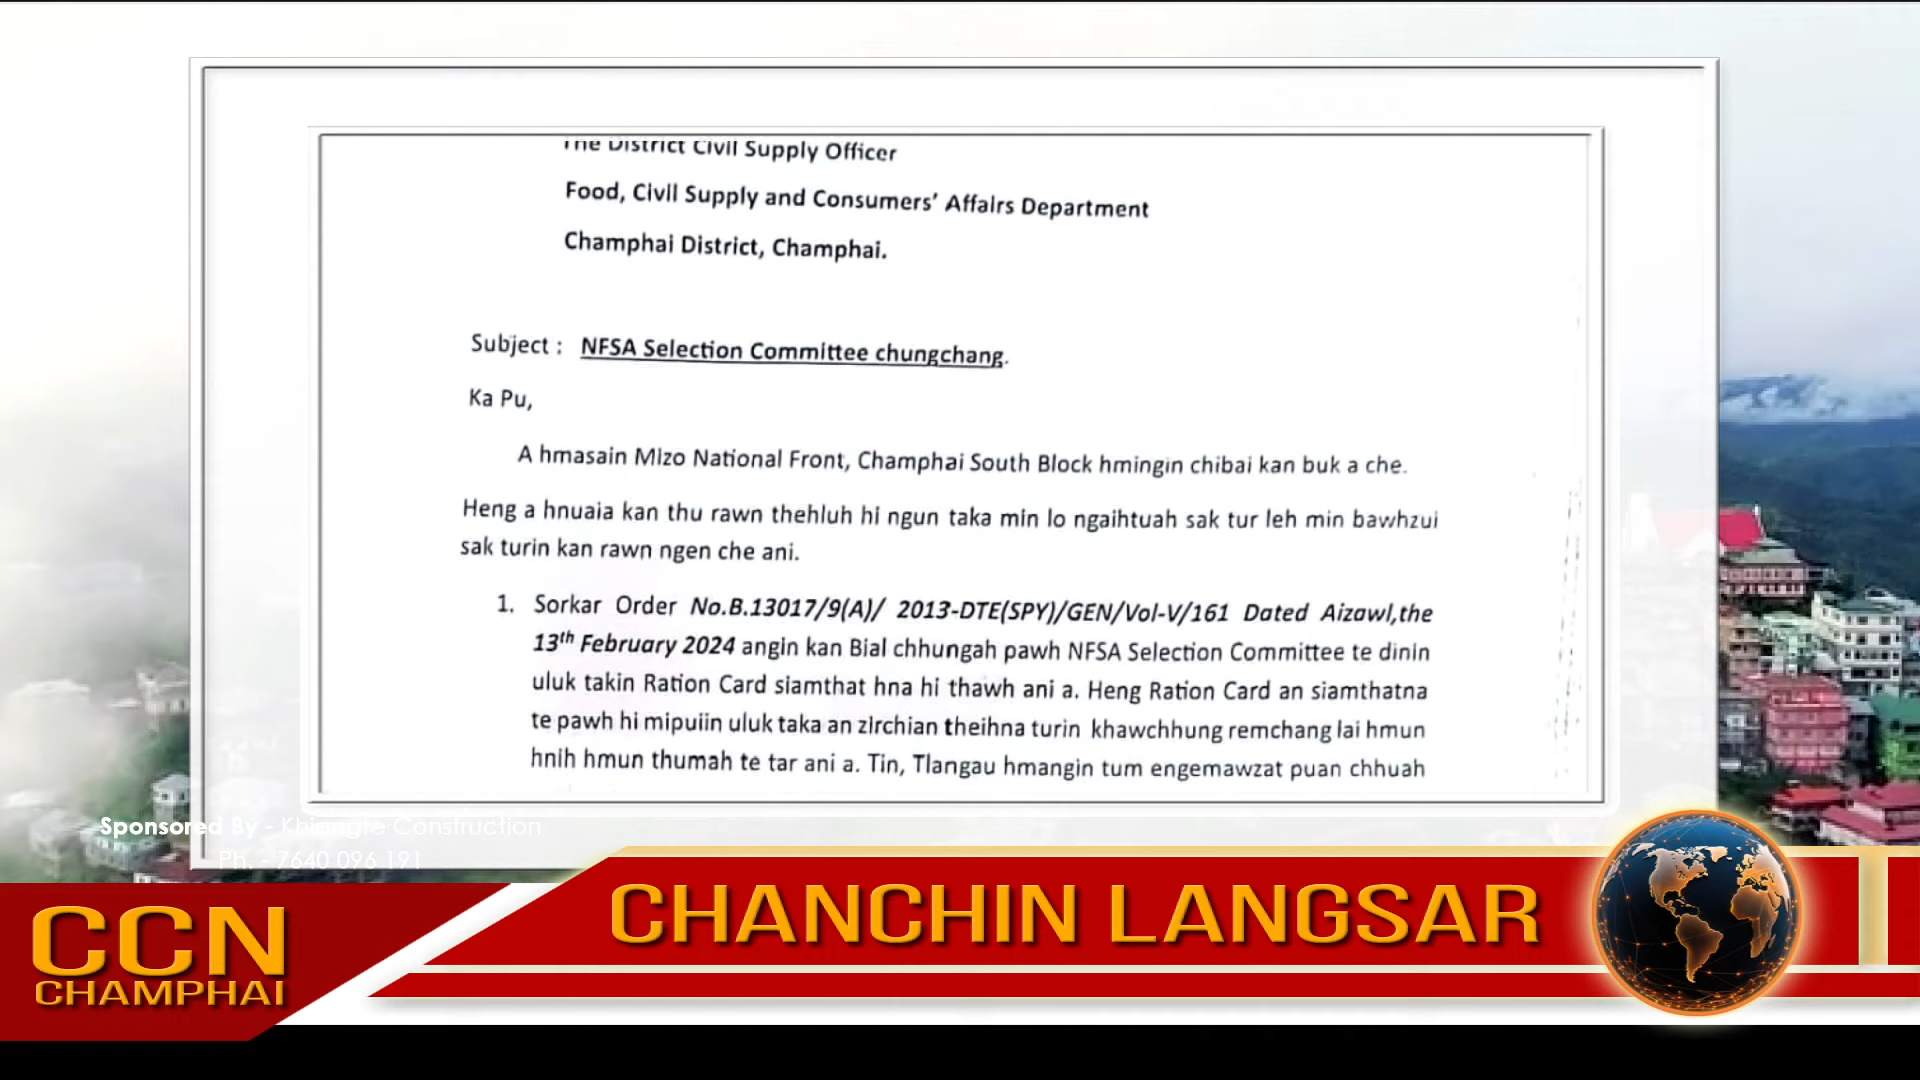 The District Civil Supply Officer
Food, Civil Supply and Consumers' Affairs Department
Champhai District, Champhai.
Subject : NFSA Selection Committee chungchang.
Ka Pu,
A hmasain Mizo National Front, Champhai South Block hmingin chibai kan buk a che.
Heng a hnuaia kan thu rawn thehluh hi ngun taka min lo ngaihtuah sak tur leh min bawhzui
sak turin kan rawn ngen che ani.
1. Sorkar Order No.B.13017/9(A)/ 2013-DTE(SPY)/GEN/Vol-V/161 Dated Aizawl,the
13th February 2024 angin kan Bial chhungah pawh NFSA Selection Committee te dinin
uluk takin Ration Card siamthat hna hi thawh ani a. Heng Ration Card an siamthatna
te pawh hi mipuiin uluk taka an zirchian theihna turin khawchhung remchang lai hmun
hnih hmun thumah te tar ani a. Tin, Tlangau hmangin tum engemawzat puan chhuah
Sponsored By - Khiangte Construction
Ph. - 7640 096 191
CCN
CHAMPHAI
CHANCHIN LANGSAR